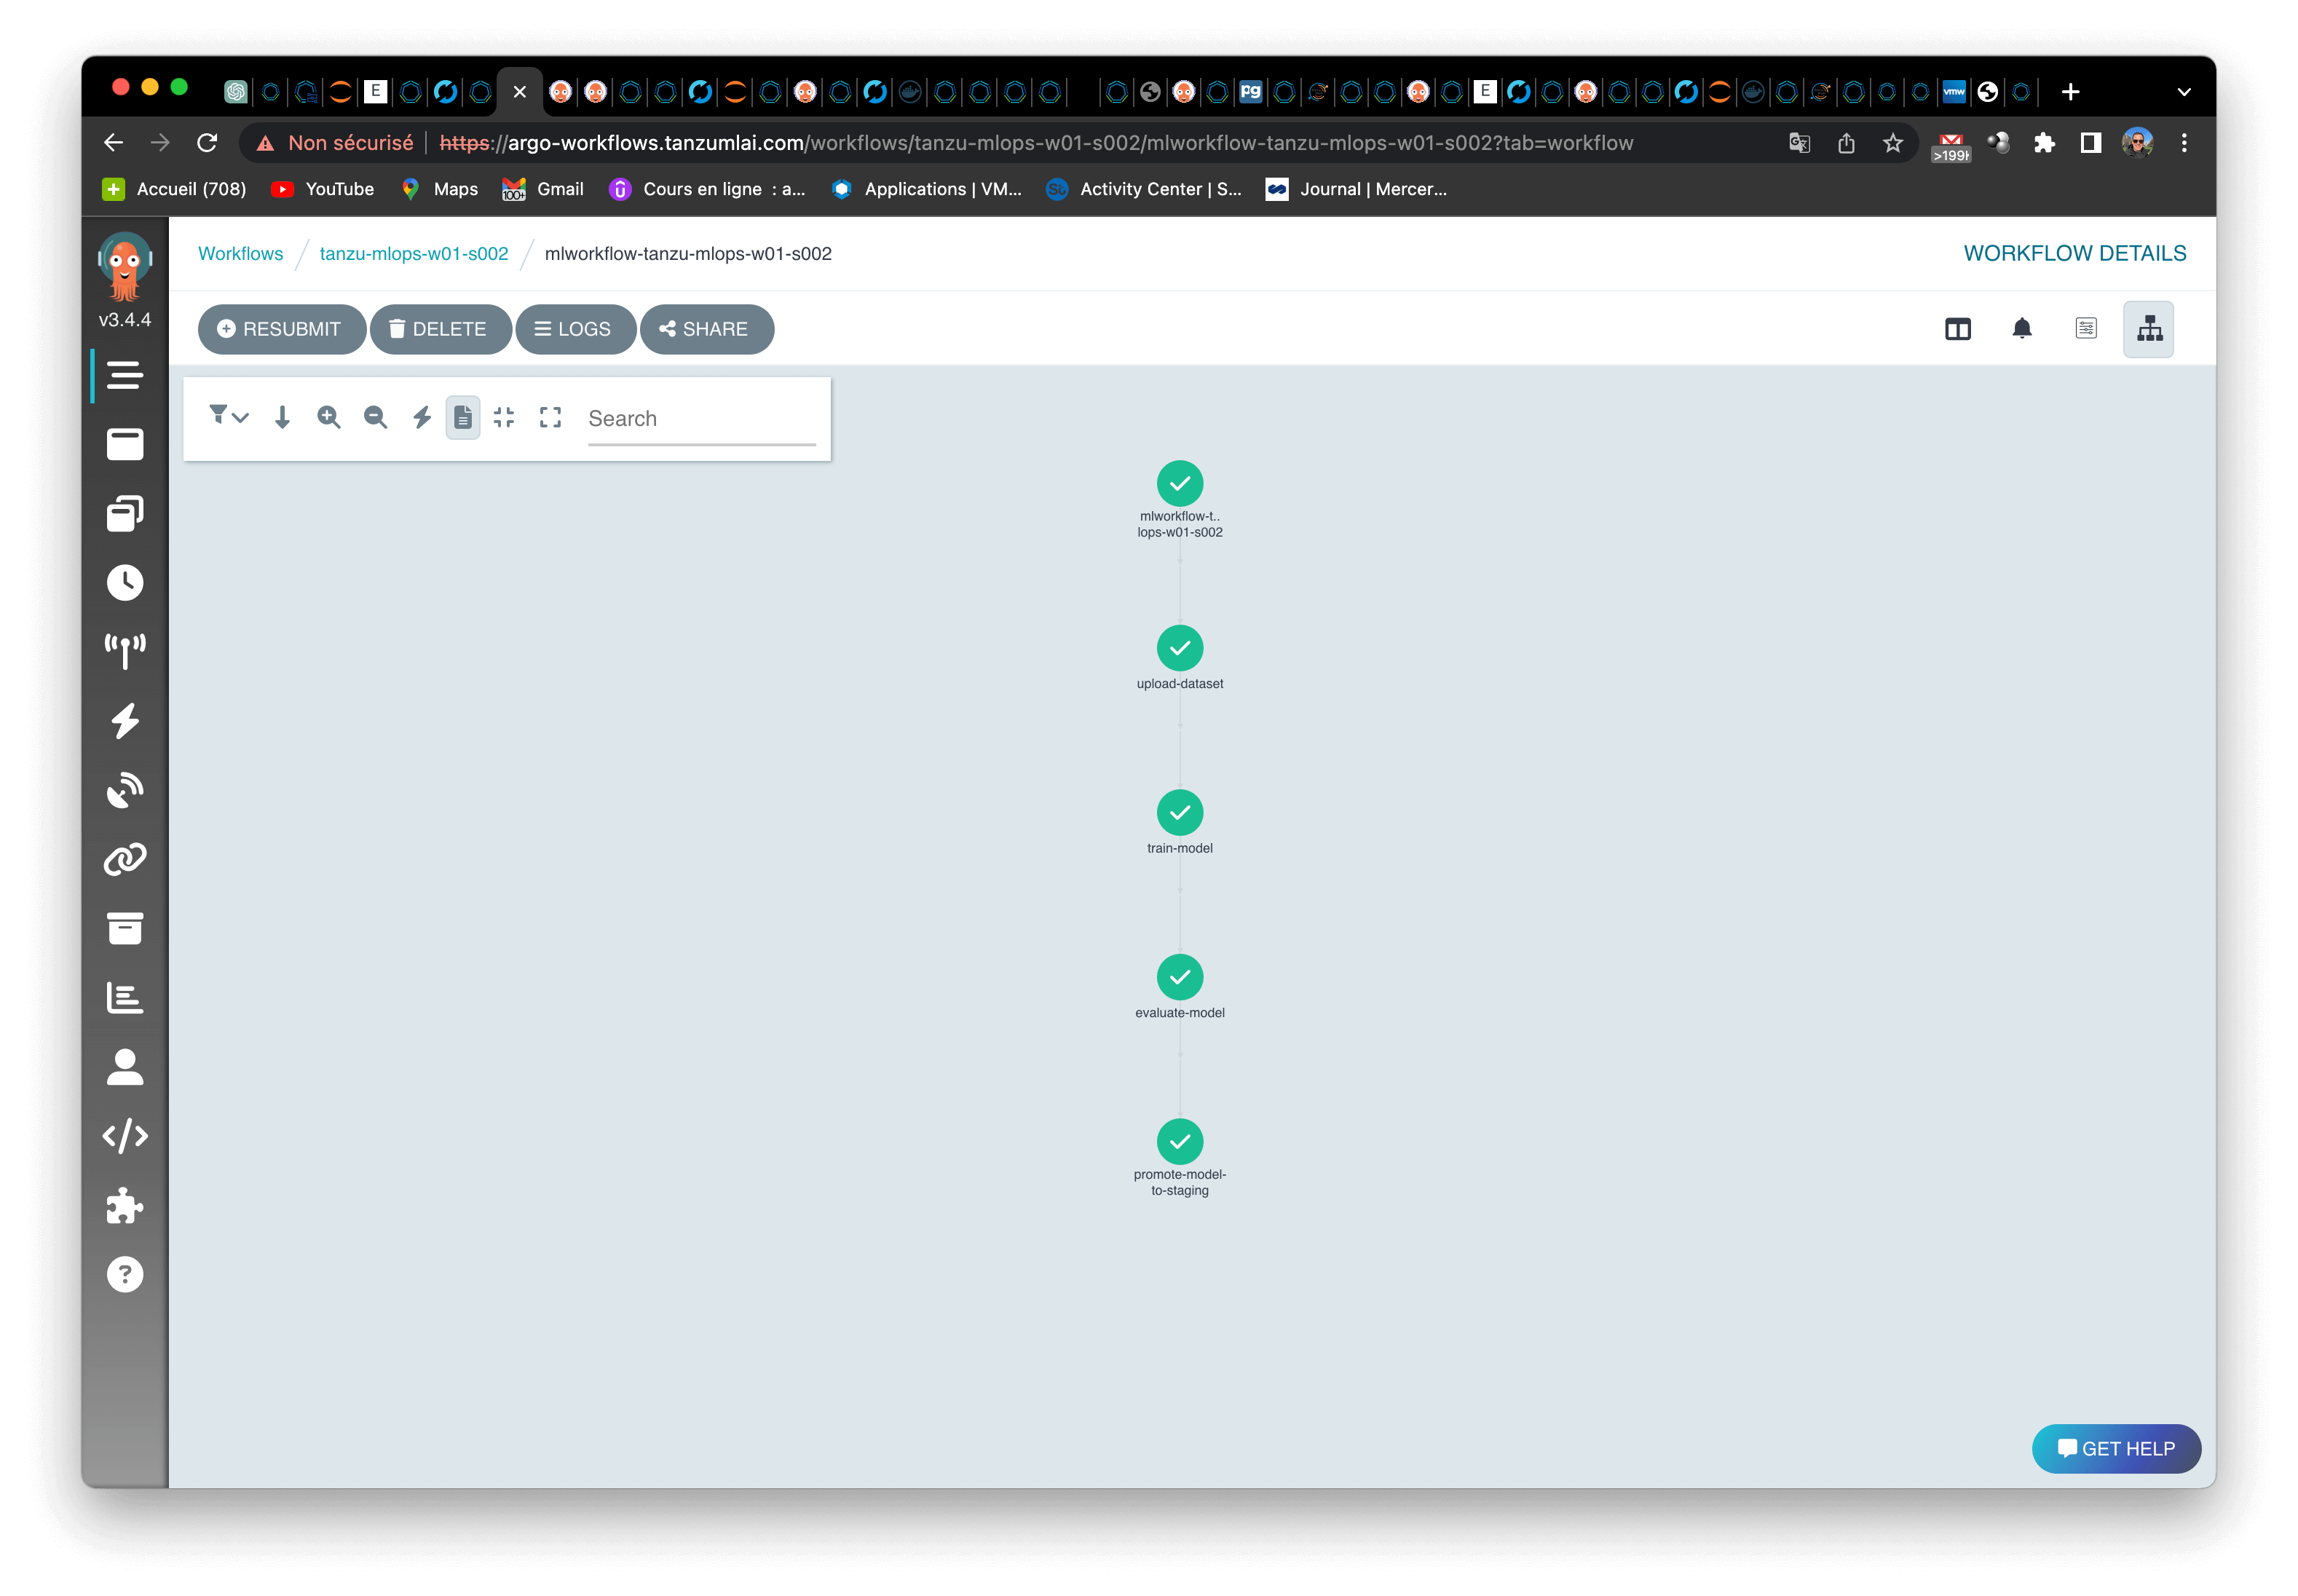 E
pg
E
vmw
Non sécurisé
https://argo-workflows.tanzumlai.com/workflows/tanzu-mlops-w01-s002/mlworkflow-tanzu-mlops-w01-s002?tab=workflow
Accueil (708) YouTube Maps Gmail Cours en ligne : a... Applications | VM... Activity Center | S... Journal | Mercer...
Workflows / tanzu-mlops-w01-s002 / mlworkflow-tanzu-mlops-w01-s002
WORKFLOW DETAILS
v3.4.4
RESUBMIT DELETE LOGS SHARE
Search
mlworkflow-t..
lops-w01-s002
upload-dataset
train-model
evaluate-model
promote-model-
to-staging
GET HELP